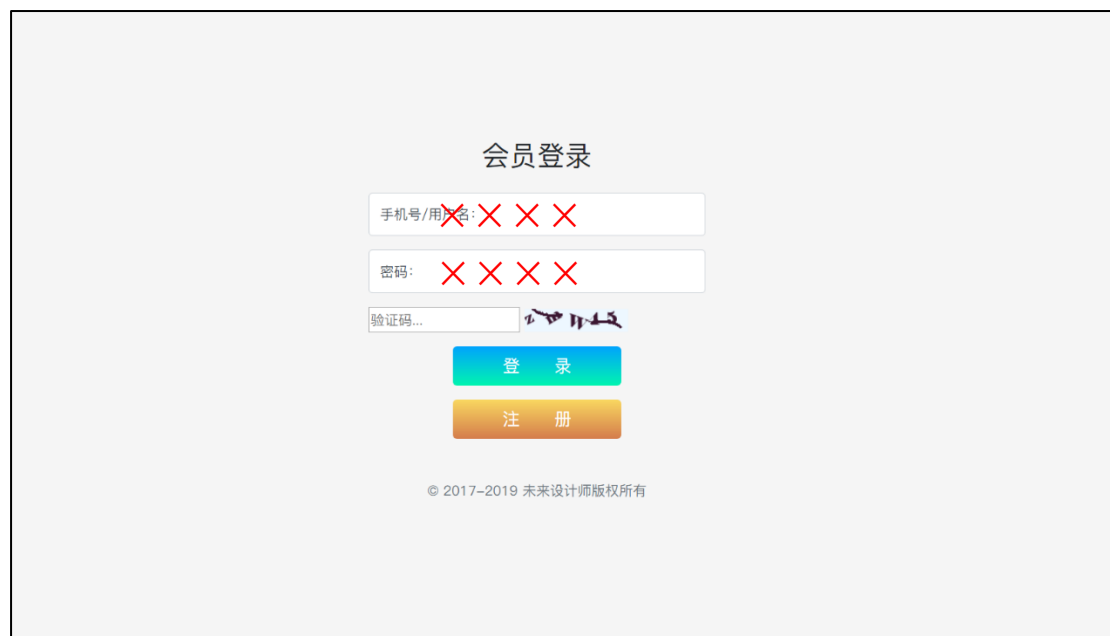 会员登录
手机号/用户名:
密码:
验证码...
登 录
注 册
© 2017-2019 未来设计师版权所有